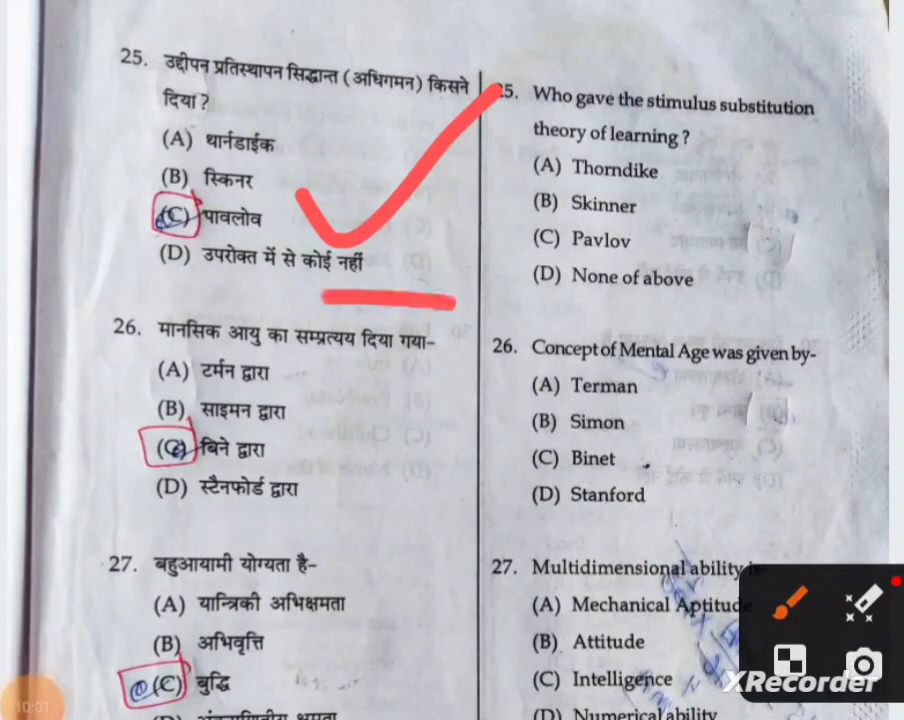 25. उद्दीपन प्रतिस्थापन सिद्धान्त (अधिगमन) किसने
दिया?
(A) थार्नडाईक
(B) स्किनर
(C) पावलोव
(D) उपरोक्त में से कोई नहीं
26. मानसिक आयु का सम्प्रत्यय दिया गया-
(A) टर्मन द्वारा
(B) साइमन द्वारा
(C) बिने द्वारा
(D) स्टैनफोर्ड द्वारा
27. बहुआयामी योग्यता है-
(A) यान्त्रिकी अभिक्षमता
(B) अभिवृत्ति
(C) बुद्धि
25. Who gave the stimulus substitution
theory of learning?
(A) Thorndike
(B) Skinner
(C) Pavlov
(D) None of above
26. Concept of Mental Age was given by-
(A) Terman
(B) Simon
(C) Binet
(D) Stanford
27. Multidimensional ability
(A) Mechanical Aptitude
(B) Attitude
(C) Intelligence
(D) Numerical ability
XRecorder
10:01